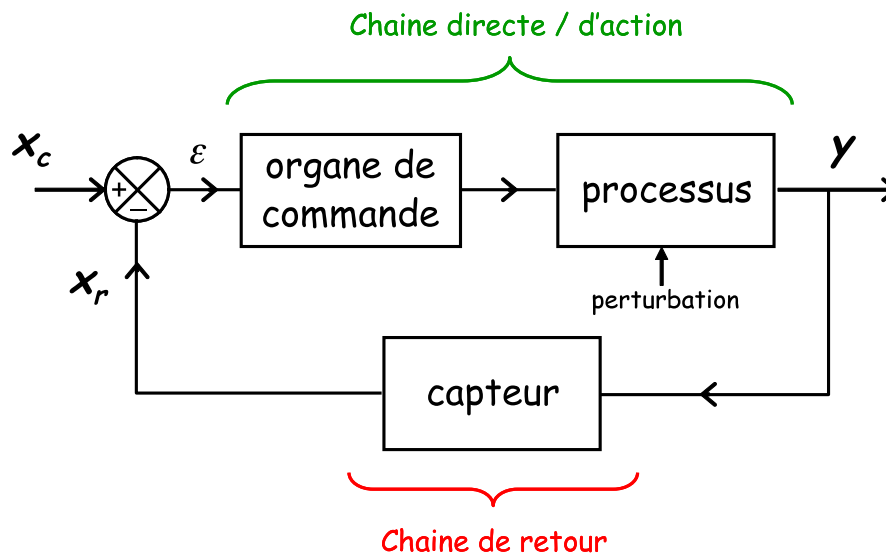 Chaine directe / d'action
x_c
ε
y
+
−
organe de
commande
processus
x_r
perturbation
capteur
Chaine de retour